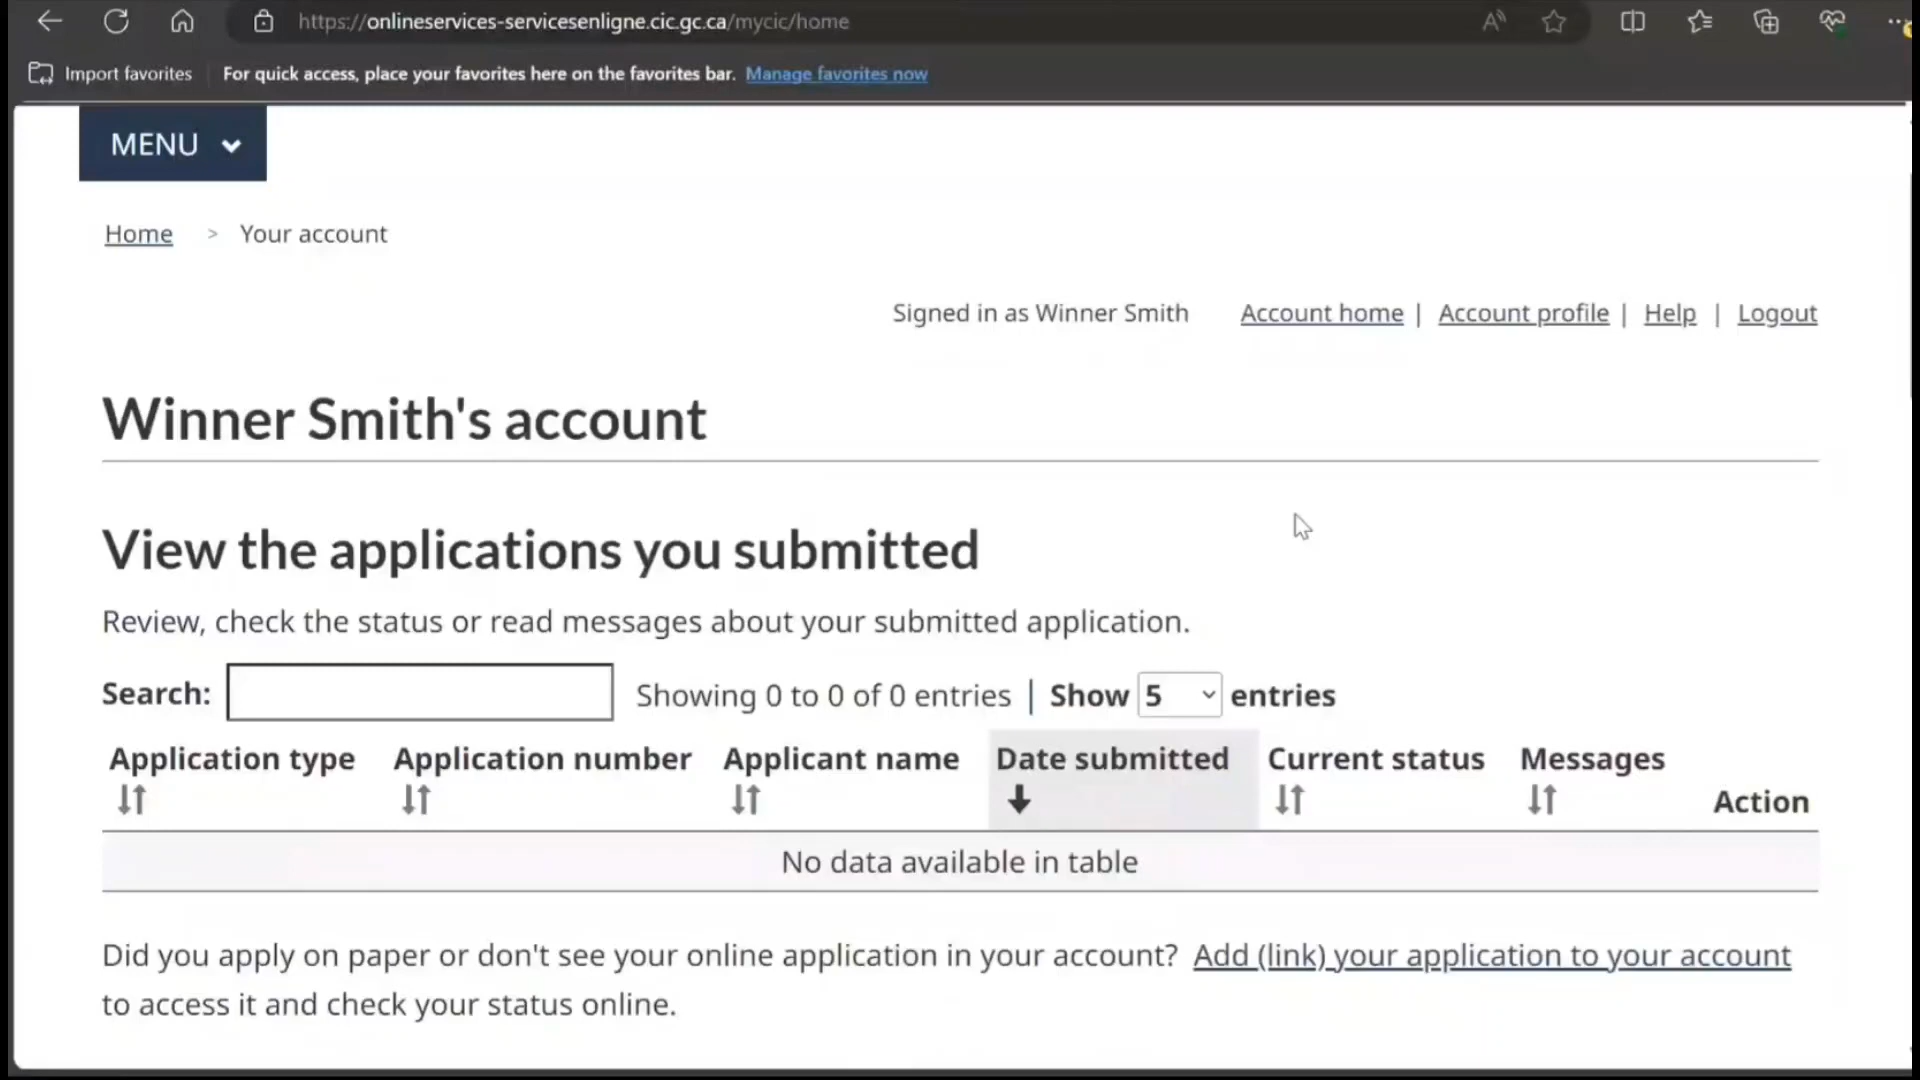 https://onlineservices-servicesenligne.cic.gc.ca/mycic/home
Import favorites For quick access, place your favorites here on the favorites bar. Manage favorites now
MENU
Home > Your account
Signed in as Winner Smith Account home | Account profile | Help | Logout
Winner Smith's account
View the applications you submitted
Review, check the status or read messages about your submitted application.
Search: Showing 0 to 0 of 0 entries | Show 5 entries
Application type Application number Applicant name Date submitted Current status Messages Action
No data available in table
Did you apply on paper or don't see your online application in your account? Add (link) your application to your account
to access it and check your status online.